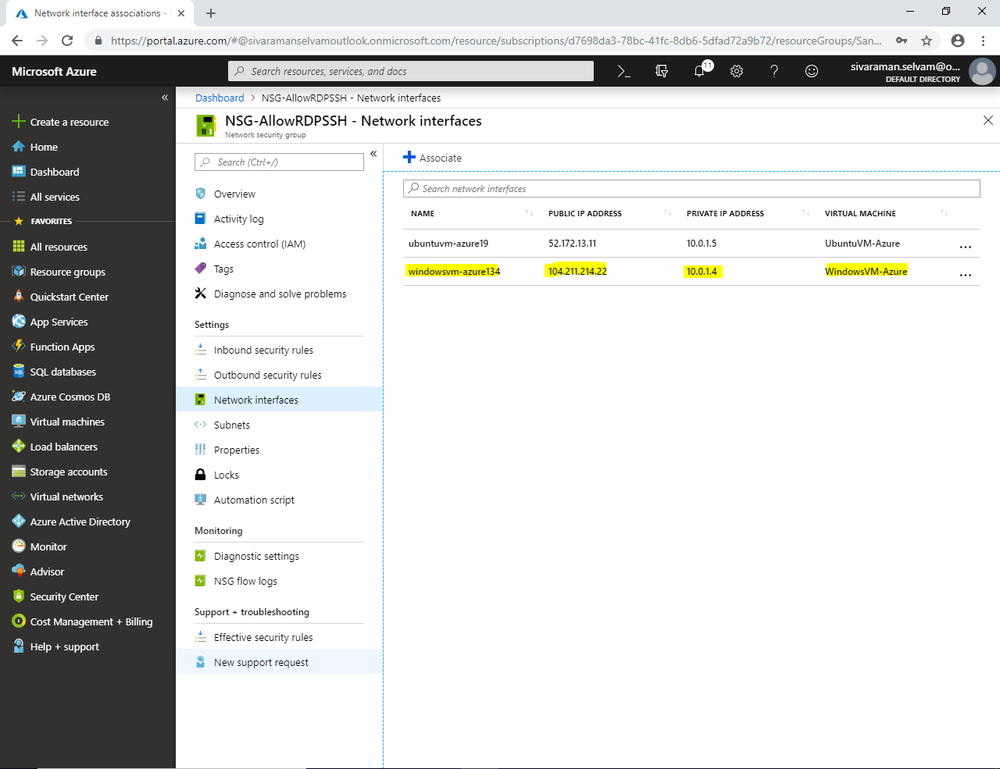 Network interface associations -
https://portal.azure.com/#@sivaramanselvamoutlook.onmicrosoft.com/resource/subscriptions/d7698da3-78bc-41fc-8db6-5dfad72a9b72/resourceGroups/San...
Microsoft Azure
Search resources, services, and docs
11
sivaraman.selvam@o...
DEFAULT DIRECTORY
Create a resource
Home
Dashboard
All services
FAVORITES
All resources
Resource groups
Quickstart Center
App Services
Function Apps
SQL databases
Azure Cosmos DB
Virtual machines
Load balancers
Storage accounts
Virtual networks
Azure Active Directory
Monitor
Advisor
Security Center
Cost Management + Billing
Help + support
Dashboard > NSG-AllowRDPSSH - Network interfaces
NSG-AllowRDPSSH - Network interfaces
Network security group
Search (Ctrl+/)
Overview
Activity log
Access control (IAM)
Tags
Diagnose and solve problems
Settings
Inbound security rules
Outbound security rules
Network interfaces
Subnets
Properties
Locks
Automation script
Monitoring
Diagnostic settings
NSG flow logs
Support + troubleshooting
Effective security rules
New support request
Associate
Search network interfaces
NAME PUBLIC IP ADDRESS PRIVATE IP ADDRESS VIRTUAL MACHINE
ubuntuvm-azure19 52.172.13.11 10.0.1.5 UbuntuVM-Azure ...
windowsvm-azure134 104.211.214.22 10.0.1.4 WindowsVM-Azure ...